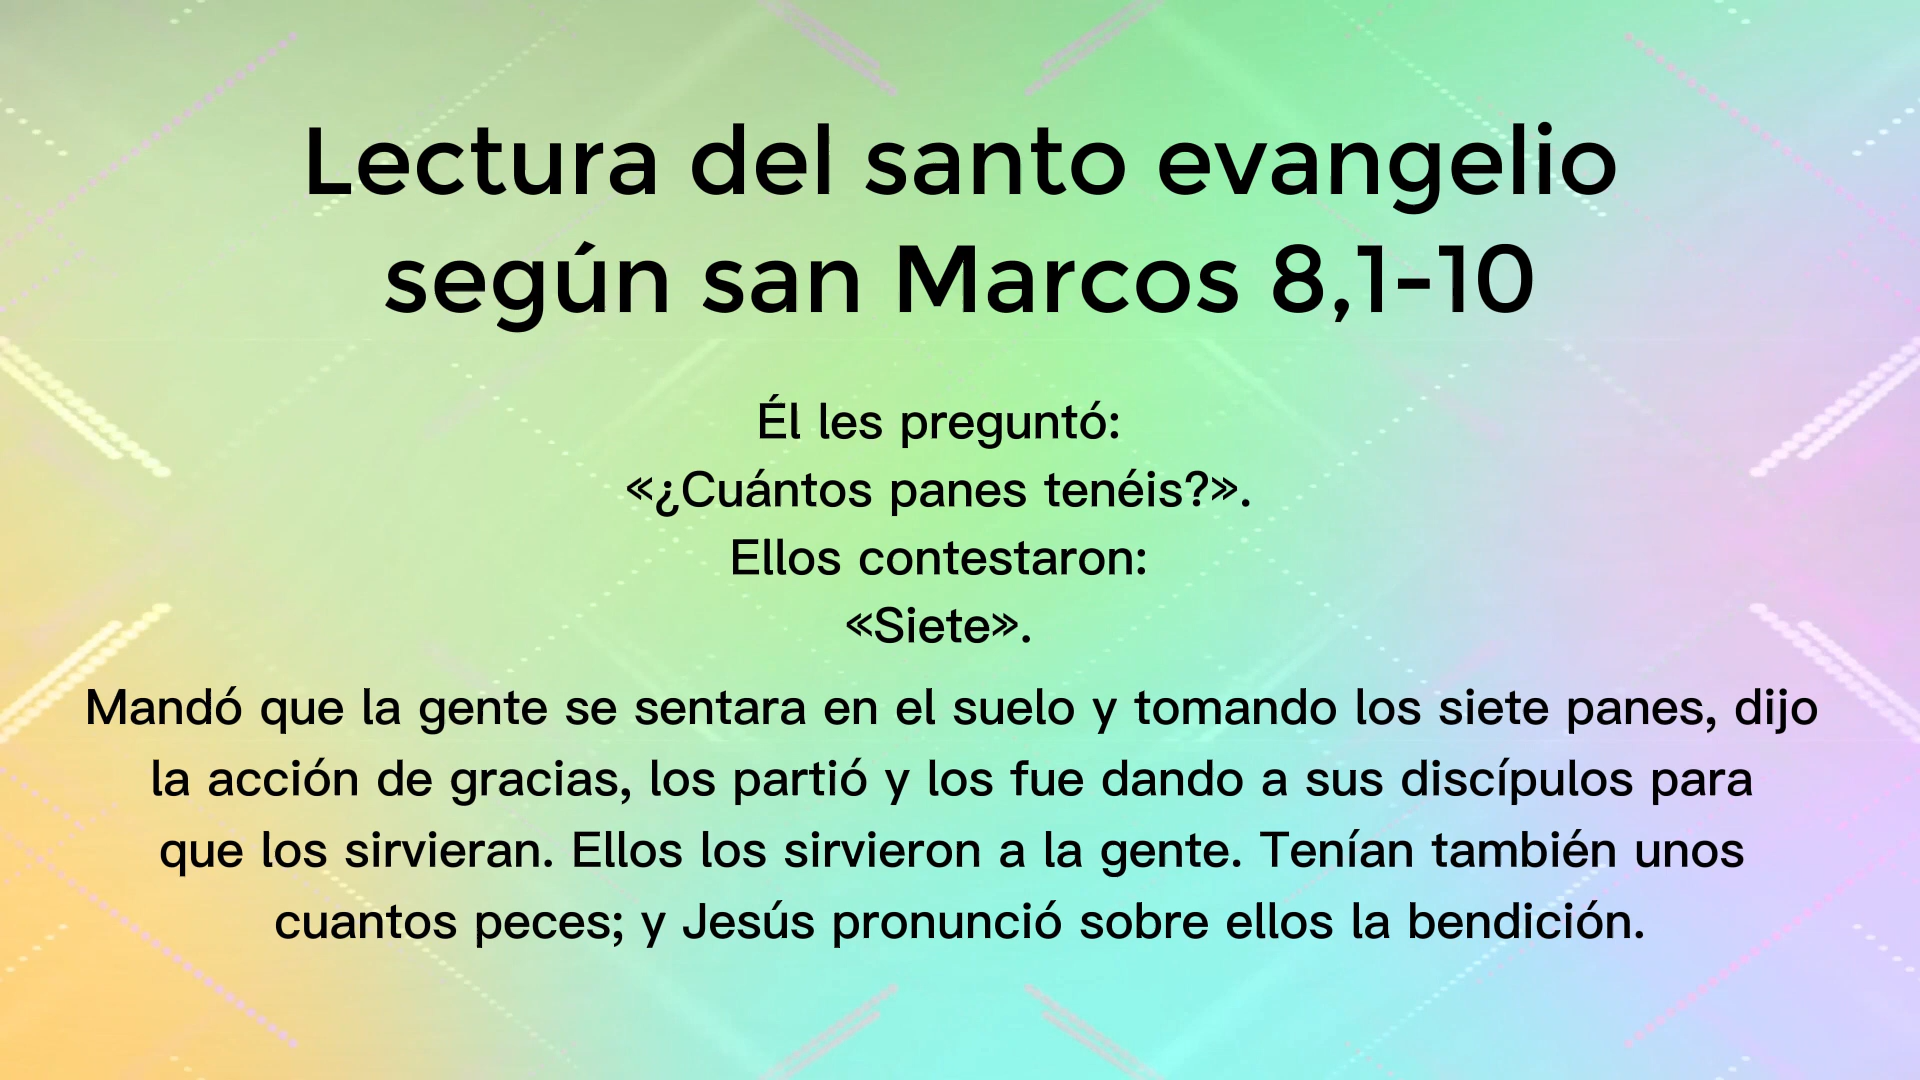 Lectura del santo evangelio
según san Marcos 8,1-10
Él les preguntó:
«¿Cuántos panes tenéis?».
Ellos contestaron:
«Siete».
Mandó que la gente se sentara en el suelo y tomando los siete panes, dijo
la acción de gracias, los partió y los fue dando a sus discípulos para
que los sirvieran. Ellos los sirvieron a la gente. Tenían también unos
cuantos peces; y Jesús pronunció sobre ellos la bendición.